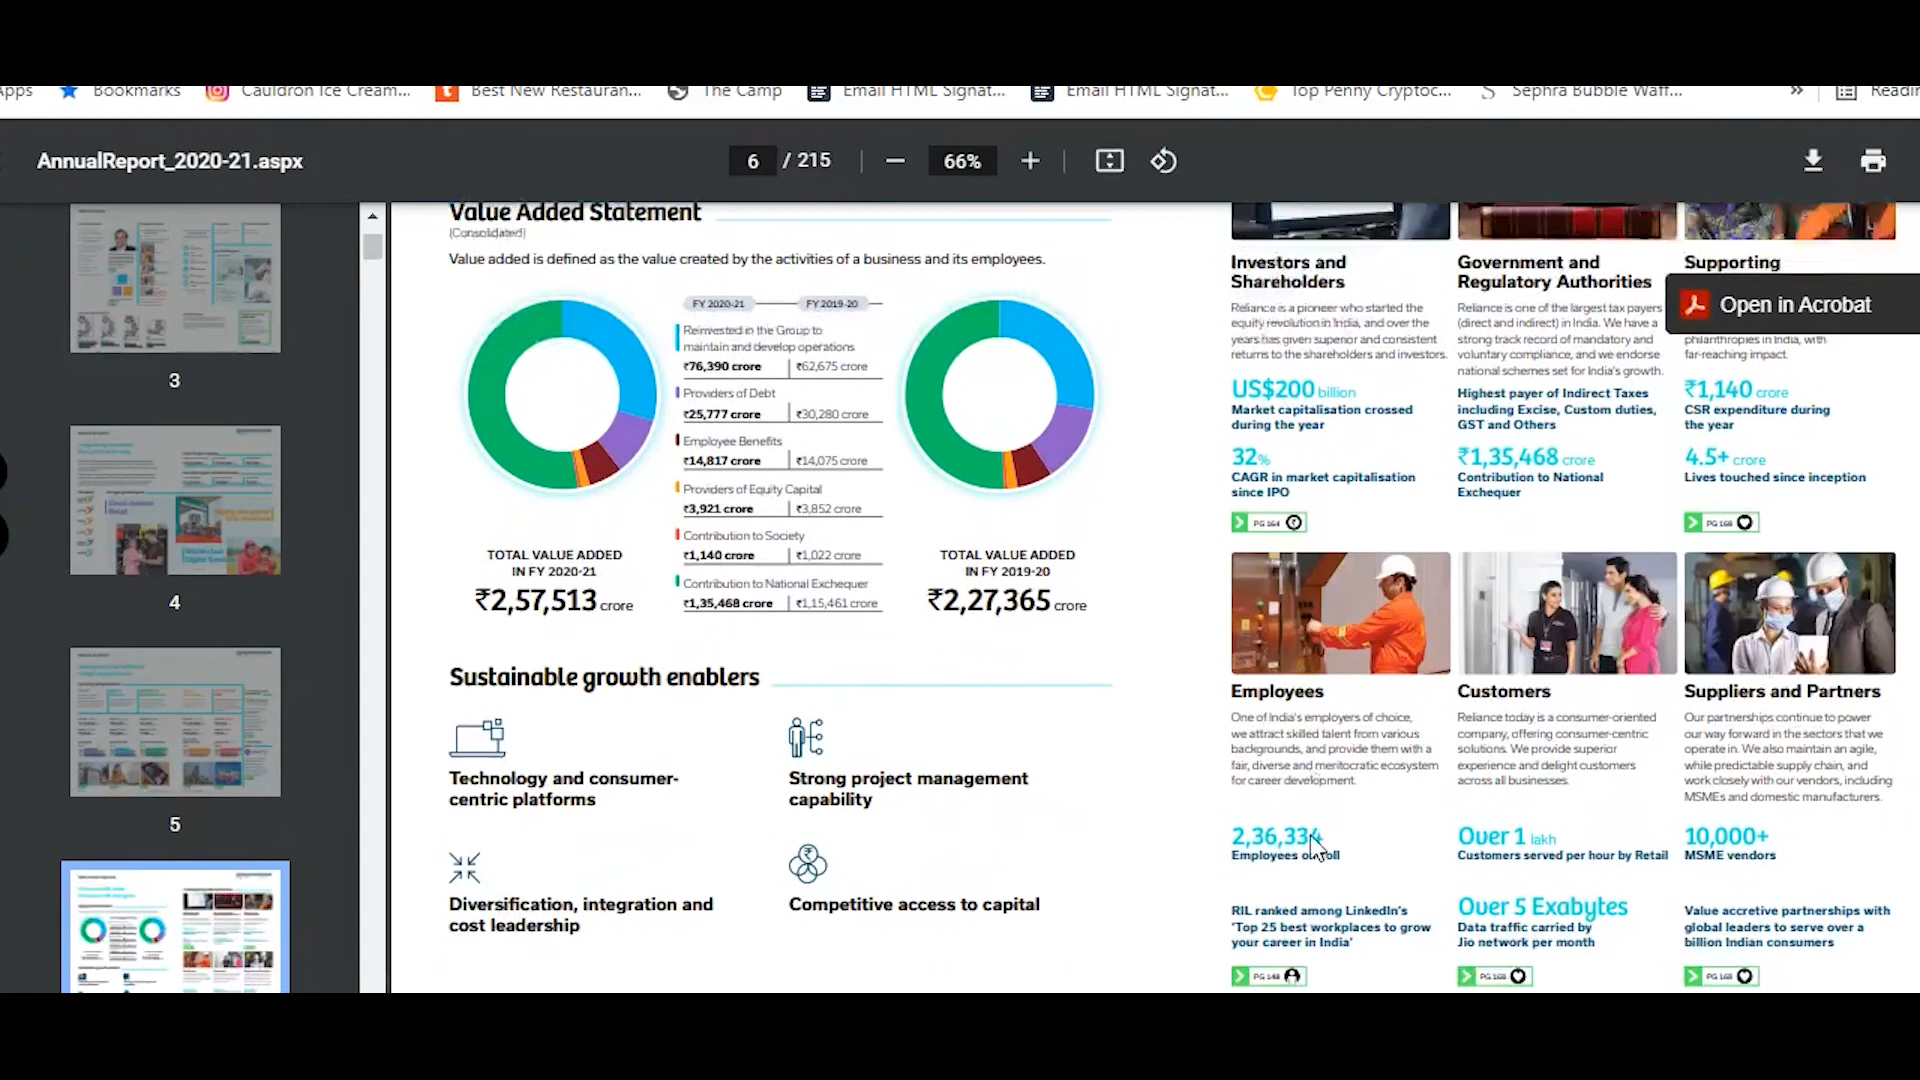 Apps Bookmarks Cauldron Ice Cream... Best New Restauran... The Camp Email HTML Signat... Email HTML Signat... Top Penny Cryptoc... Sephra Bubble Waff... »
AnnualReport_2020-21.aspx
6 / 215
66%
3
4
5
Value Added Statement
(Consolidated)
Value added is defined as the value created by the activities of a business and its employees.
FY 2020-21 FY 2019-20
Reinvested in the Group to
maintain and develop operations
₹76,390 crore ₹62,675 crore
Providers of Debt
₹25,777 crore ₹30,280 crore
Employee Benefits
₹14,817 crore ₹14,075 crore
Providers of Equity Capital
₹3,921 crore ₹3,852 crore
Contribution to Society
₹1,140 crore ₹1,022 crore
Contribution to National Exchequer
₹1,35,468 crore ₹1,15,461 crore
TOTAL VALUE ADDED
IN FY 2020-21
₹2,57,513 crore
TOTAL VALUE ADDED
IN FY 2019-20
₹2,27,365 crore
Sustainable growth enablers
Technology and consumer-
centric platforms
Strong project management
capability
Diversification, integration and
cost leadership
Competitive access to capital
Investors and
Shareholders
Reliance is a pioneer who started the
equity revolution in India, and over the
years has given superior and consistent
returns to the shareholders and investors.
US$200 billion
Market capitalisation crossed
during the year
32%
CAGR in market capitalisation
since IPO
PG 164
Government and
Regulatory Authorities
Reliance is one of the largest tax payers
(direct and indirect) in India. We have a
strong track record of mandatory and
voluntary compliance, and we endorse
national schemes set for India's growth.
Highest payer of Indirect Taxes
including Excise, Custom duties,
GST and Others
₹1,35,468 crore
Contribution to National
Exchequer
Supporting
Open in Acrobat
philanthropies in India, with
far-reaching impact.
₹1,140 crore
CSR expenditure during
the year
4.5+ crore
Lives touched since inception
PG 168
Employees
One of India's employers of choice,
we attract skilled talent from various
backgrounds, and provide them with a
fair, diverse and meritocratic ecosystem
for career development.
2,36,334
Employees on roll
RIL ranked among LinkedIn's
'Top 25 best workplaces to grow
your career in India'
PG 148
Customers
Reliance today is a consumer-oriented
company, offering consumer-centric
solutions. We provide superior
experience and delight customers
across all businesses.
Over 1 lakh
Customers served per hour by Retail
Over 5 Exabytes
Data traffic carried by
Jio network per month
PG 168
Suppliers and Partners
Our partnerships continue to power
our way forward in the sectors that we
operate in. We also maintain an agile,
while predictable supply chain, and
work closely with our vendors, including
MSMEs and domestic manufacturers.
10,000+
MSME vendors
Value accretive partnerships with
global leaders to serve over a
billion Indian consumers
PG 168